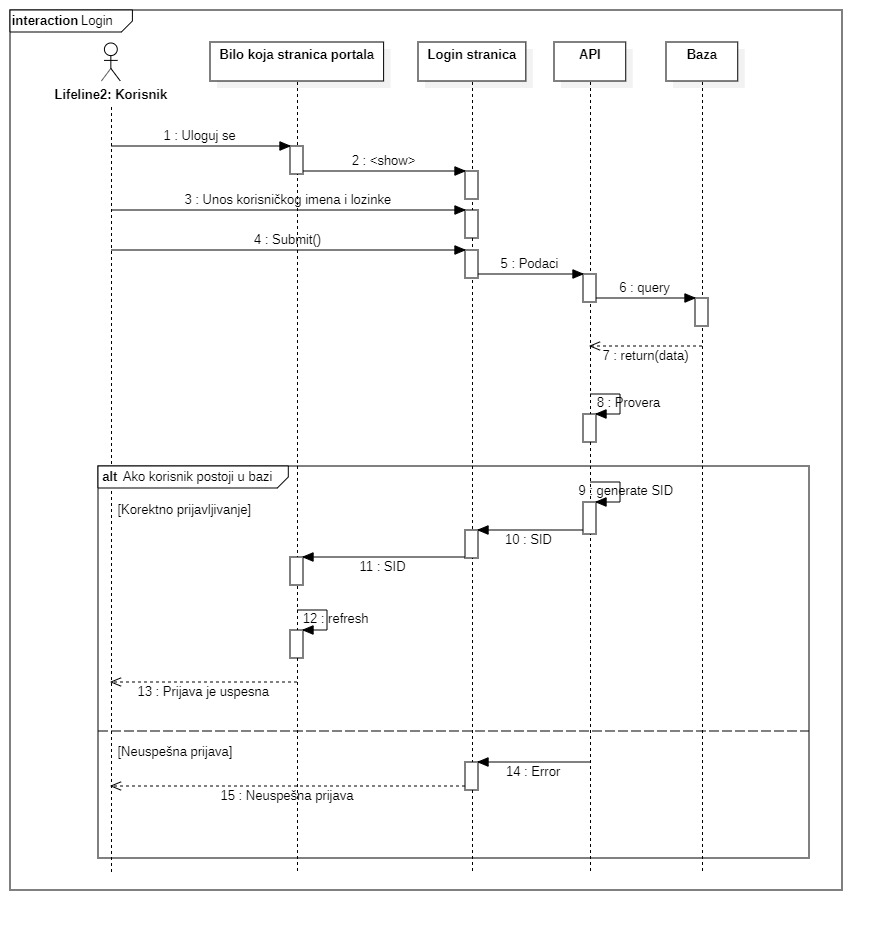 interaction Login
Bilo koja stranica portala
Login stranica
API
Baza
Lifeline2: Korisnik
1 : Uloguj se
2 : <show>
3 : Unos korisničkog imena i lozinke
4 : Submit()
5 : Podaci
6 : query
7 : return(data)
8 : Provera
alt Ako korisnik postoji u bazi
9 : generate SID
[Korektno prijavljivanje]
10 : SID
11 : SID
12 : refresh
13 : Prijava je uspesna
[Neuspešna prijava]
14 : Error
15 : Neuspešna prijava